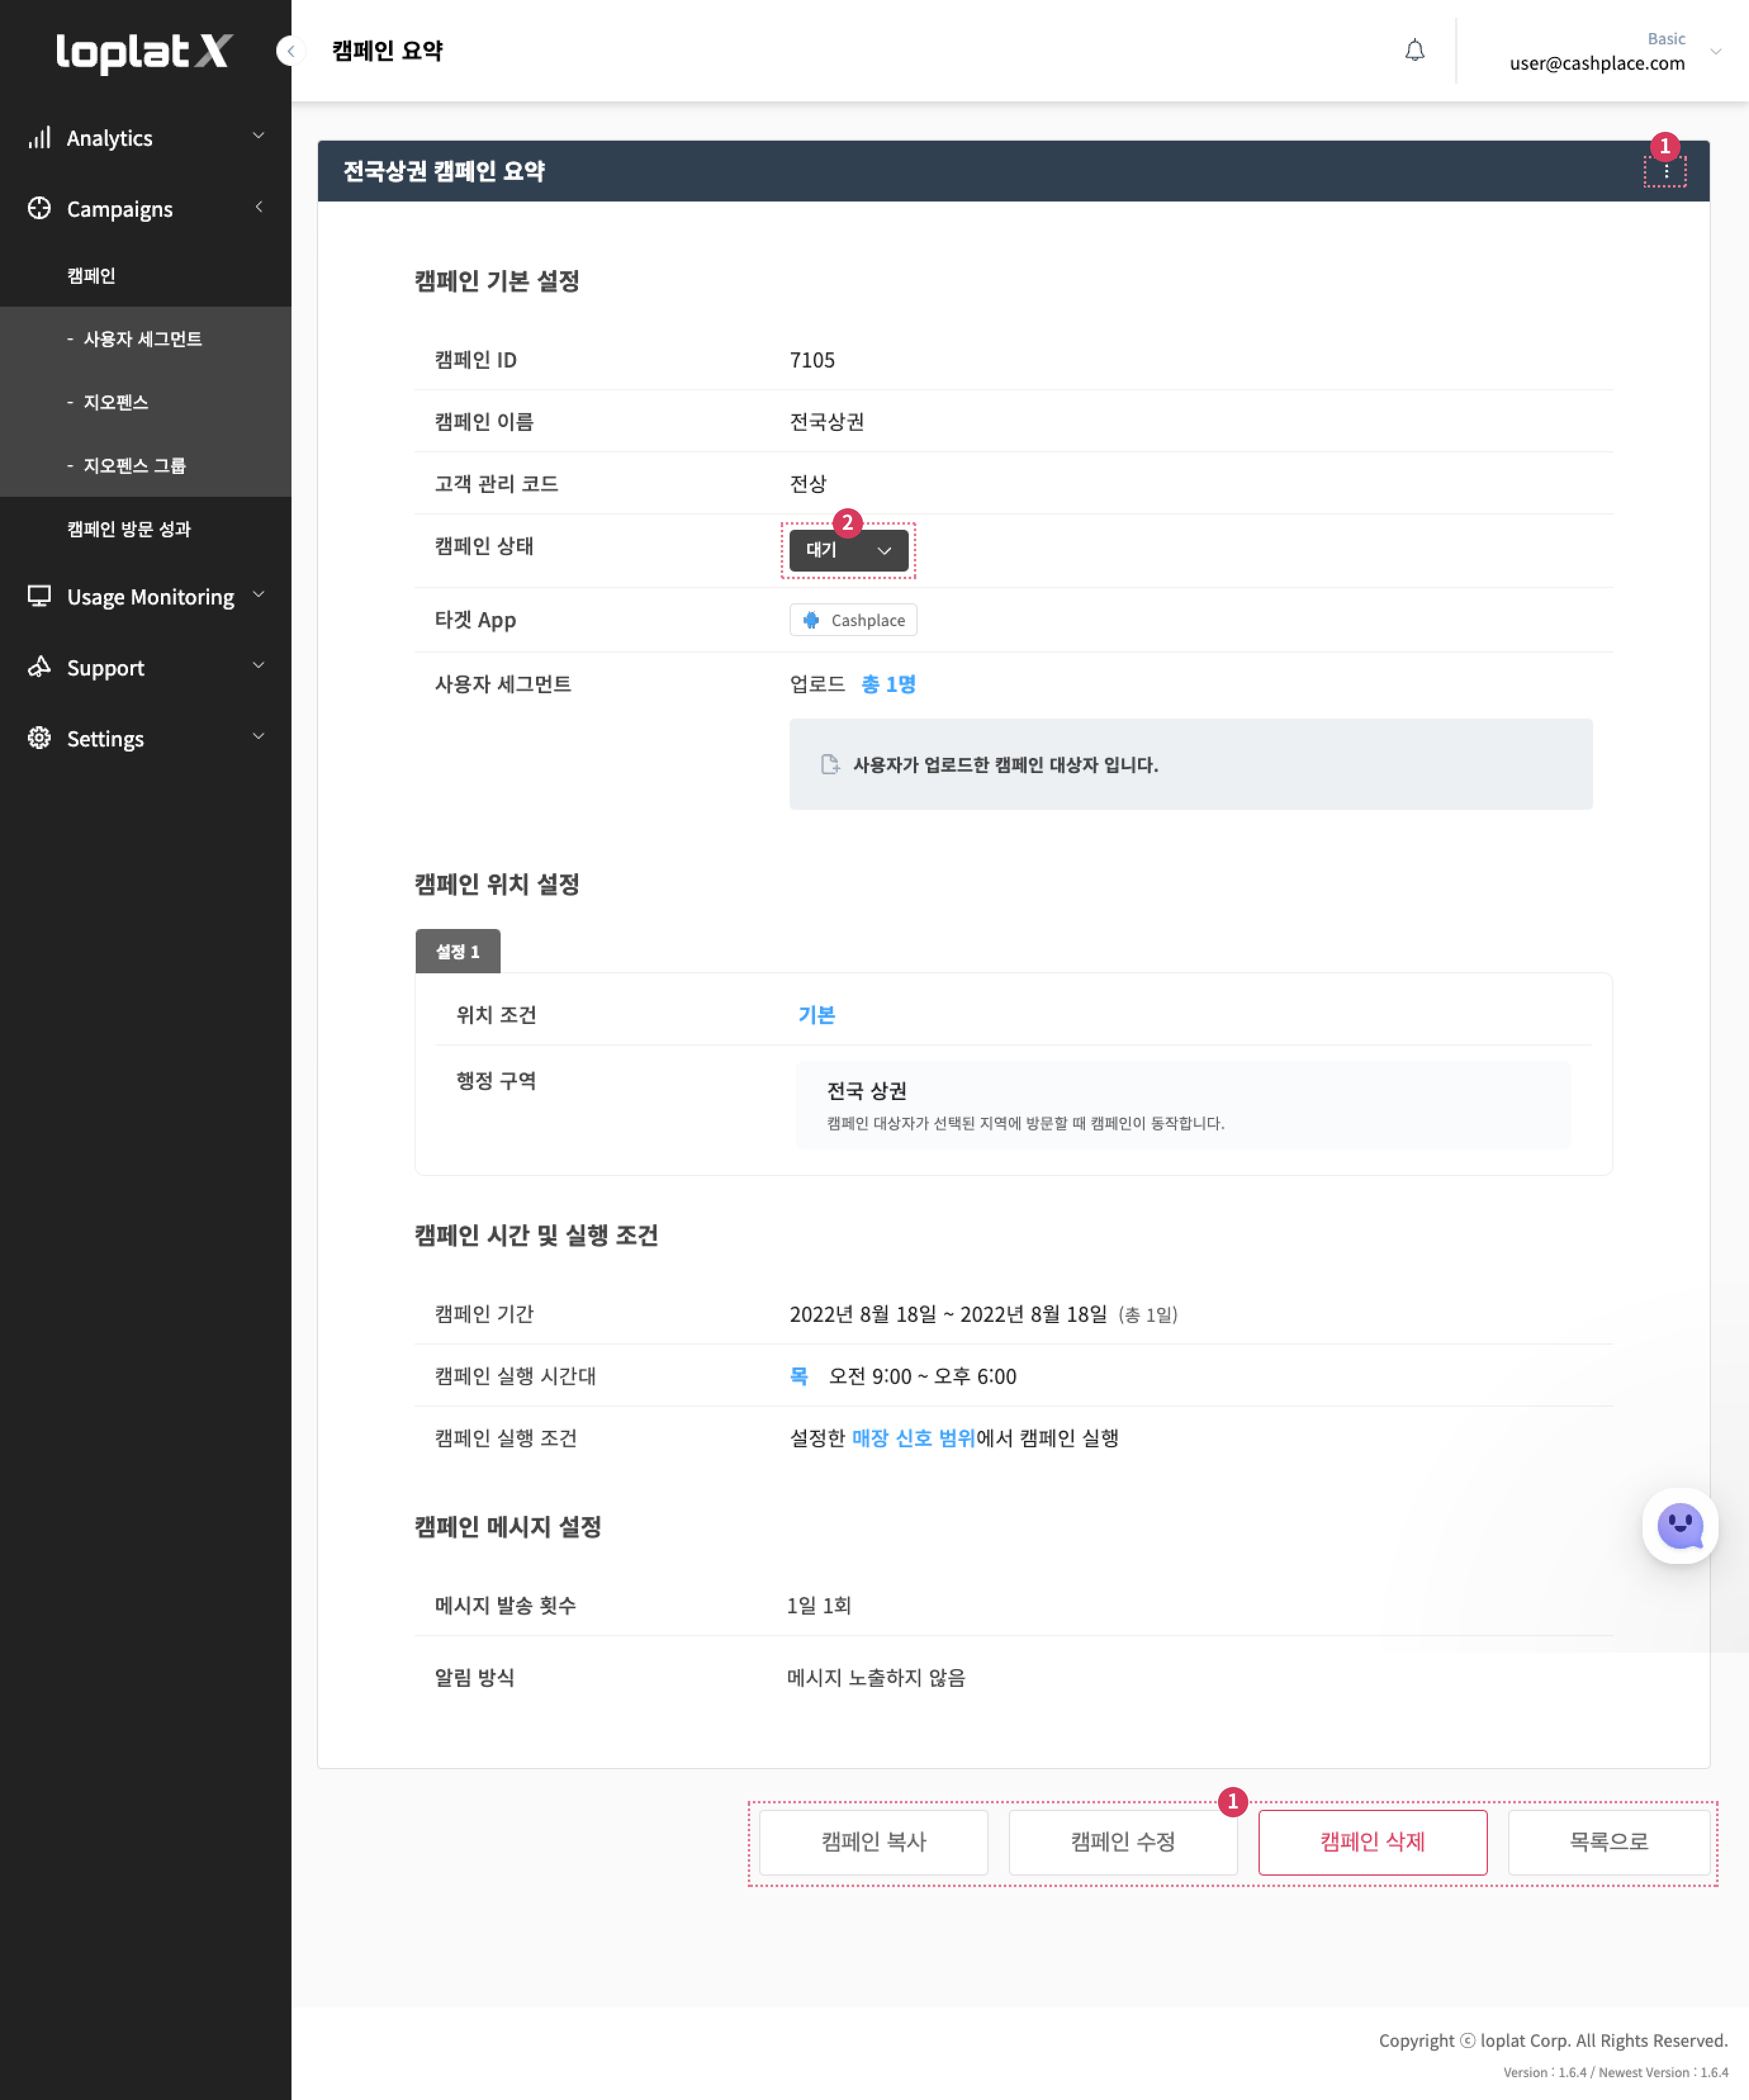 loplat X
캠페인 요약
Basic
user@cashplace.com
Analytics
Campaigns
캠페인
- 사용자 세그먼트
- 지오펜스
- 지오펜스 그룹
캠페인 방문 성과
Usage Monitoring
Support
Settings
전국상권 캠페인 요약
1
캠페인 기본 설정
캠페인 ID 7105
캠페인 이름 전국상권
고객 관리 코드 전상
2
캠페인 상태 대기
타겟 App Cashplace
사용자 세그먼트 업로드 총 1명
사용자가 업로드한 캠페인 대상자 입니다.
캠페인 위치 설정
설정 1
위치 조건 기본
행정 구역 전국 상권
캠페인 대상자가 선택된 지역에 방문할 때 캠페인이 동작합니다.
캠페인 시간 및 실행 조건
캠페인 기간 2022년 8월 18일 ~ 2022년 8월 18일 (총 1일)
캠페인 실행 시간대 목 오전 9:00 ~ 오후 6:00
캠페인 실행 조건 설정한 매장 신호 범위에서 캠페인 실행
캠페인 메시지 설정
메시지 발송 횟수 1일 1회
알림 방식 메시지 노출하지 않음
1
캠페인 복사 캠페인 수정 캠페인 삭제 목록으로
Copyright ⓒ loplat Corp. All Rights Reserved.
Version : 1.6.4 / Newest Version : 1.6.4